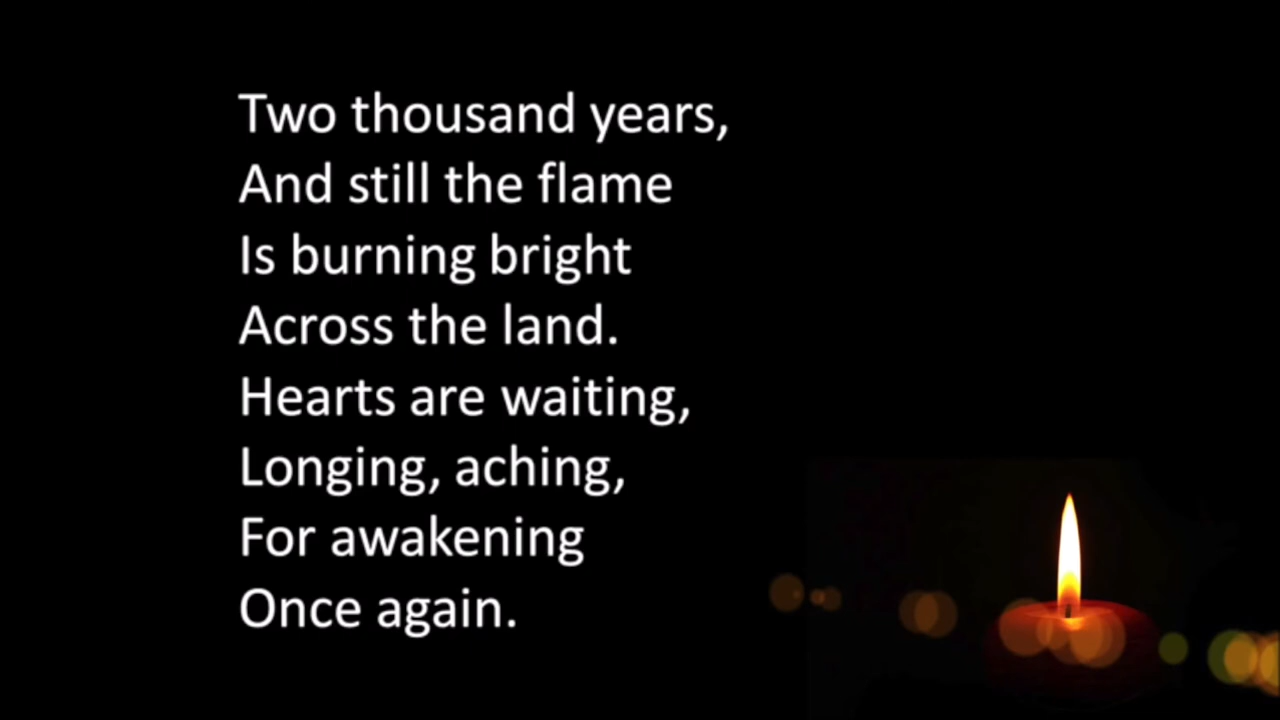 Two thousand years,
And still the flame
Is burning bright
Across the land.
Hearts are waiting,
Longing, aching,
For awakening
Once again.